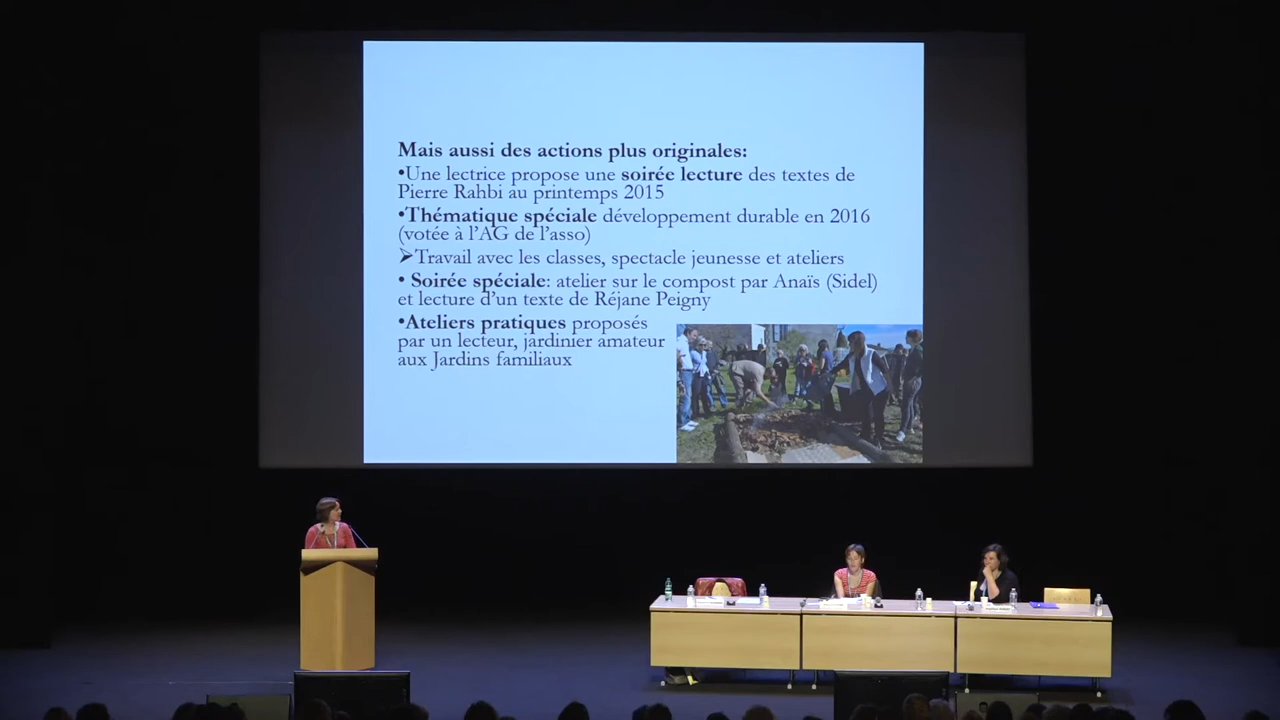 Mais aussi des actions plus originales:
•Une lectrice propose une soirée lecture des textes de
Pierre Rahbi au printemps 2015
•Thématique spéciale développement durable en 2016
(votée à l’AG de l’asso)
➢Travail avec les classes, spectacle jeunesse et ateliers
• Soirée spéciale: atelier sur le compost par Anaïs (Sidel)
et lecture d’un texte de Réjane Peigny
•Ateliers pratiques proposés
par un lecteur, jardinier amateur
aux Jardins familiaux